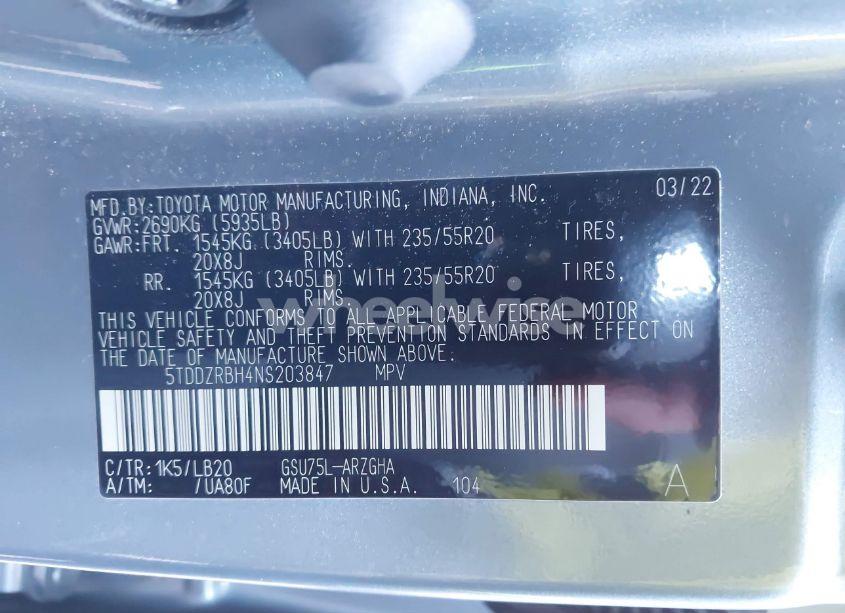 MFD.BY:TOYOTA MOTOR MANUFACTURING, INDIANA, INC. 03/22
GVWR:2690KG (5935LB)
GAWR:FRT. 1545KG (3405LB) WITH 235/55R20 TIRES,
20X8J RIMS,
RR. 1545KG (3405LB) WITH 235/55R20 TIRES,
20X8J RIMS,
wheelwire
THIS VEHICLE CONFORMS TO ALL APPLICABLE FEDERAL MOTOR
VEHICLE SAFETY AND THEFT PREVENTION STANDARDS IN EFFECT ON
THE DATE OF MANUFACTURE SHOWN ABOVE.
5TDDZRBH4NS203847 MPV
C/TR: 1K5/LB20 GSU75L-ARZGHA
A/TM: /UA80F MADE IN U.S.A. 104 A